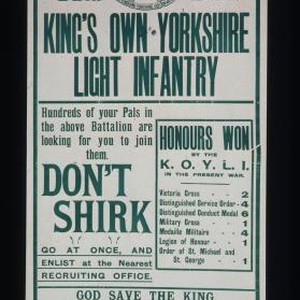 KING'S OWN YORKSHIRE
LIGHT INFANTRY
Hundreds of your Pals in
the above Battalion are
looking for you to join
them.
DON'T
SHIRK
GO AT ONCE, AND
ENLIST at the Nearest
RECRUITING OFFICE.
HONOURS WON
BY THE
K. O. Y. L. I.
IN THE PRESENT WAR.
Victoria Cross - - 2
Distinguished Service Order - 4
Distinguished Conduct Medal 6
Military Cross - - 1
Medaille Militaire - - 4
Legion of Honour - - 1
Order of St. Michael and
St. George - - 1
GOD SAVE THE KING